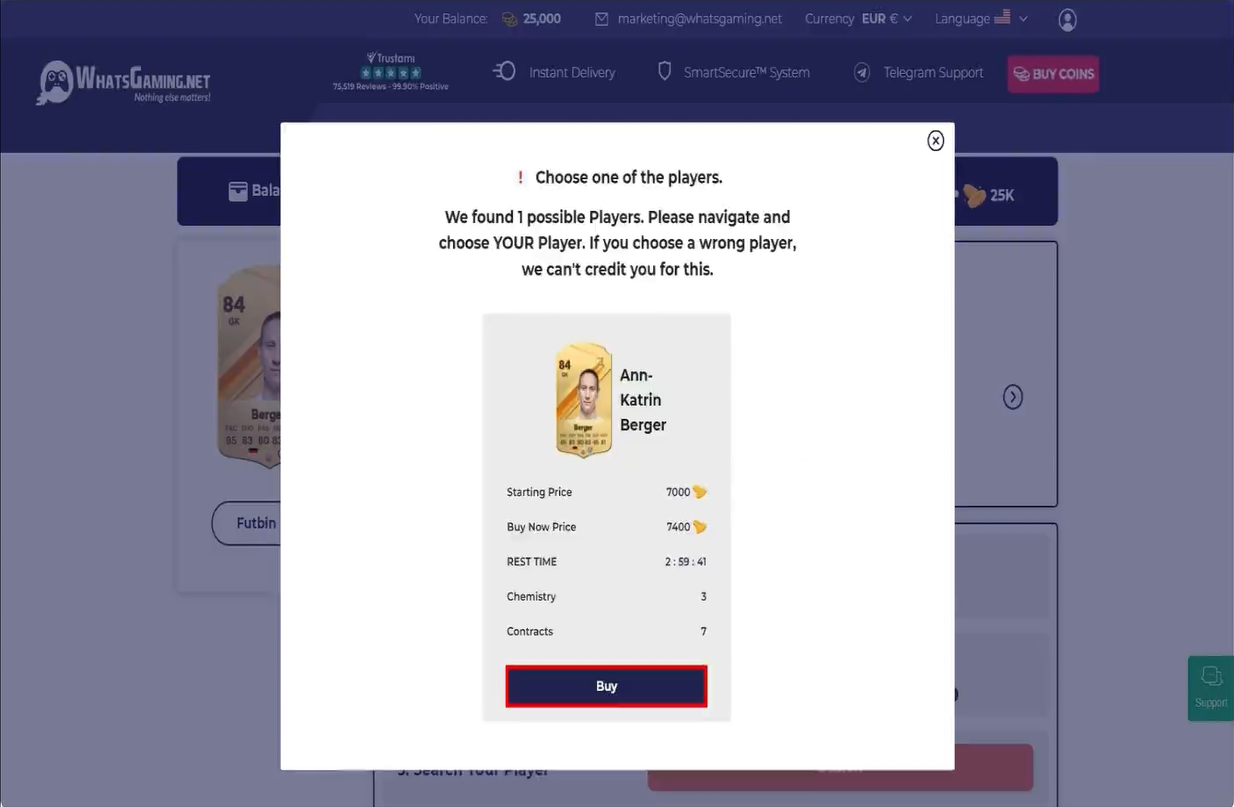 Your Balance: 25,000 marketing@whatsgaming.net Currency EUR € Language
WHATSGAMING.NET
Nothing else matters!
Trustami
75,519 Reviews - 99.90% Positive
Instant Delivery
SmartSecure™ System
Telegram Support
BUY COINS
Bala
25K
84
GK
Berge
Futbin
! Choose one of the players.
We found 1 possible Players. Please navigate and
choose YOUR Player. If you choose a wrong player,
we can't credit you for this.
84
GK
Berger
Ann-
Katrin
Berger
Starting Price 7000
Buy Now Price 7400
REST TIME 2 : 59 : 41
Chemistry 3
Contracts 7
Buy
Support
Search Your Player